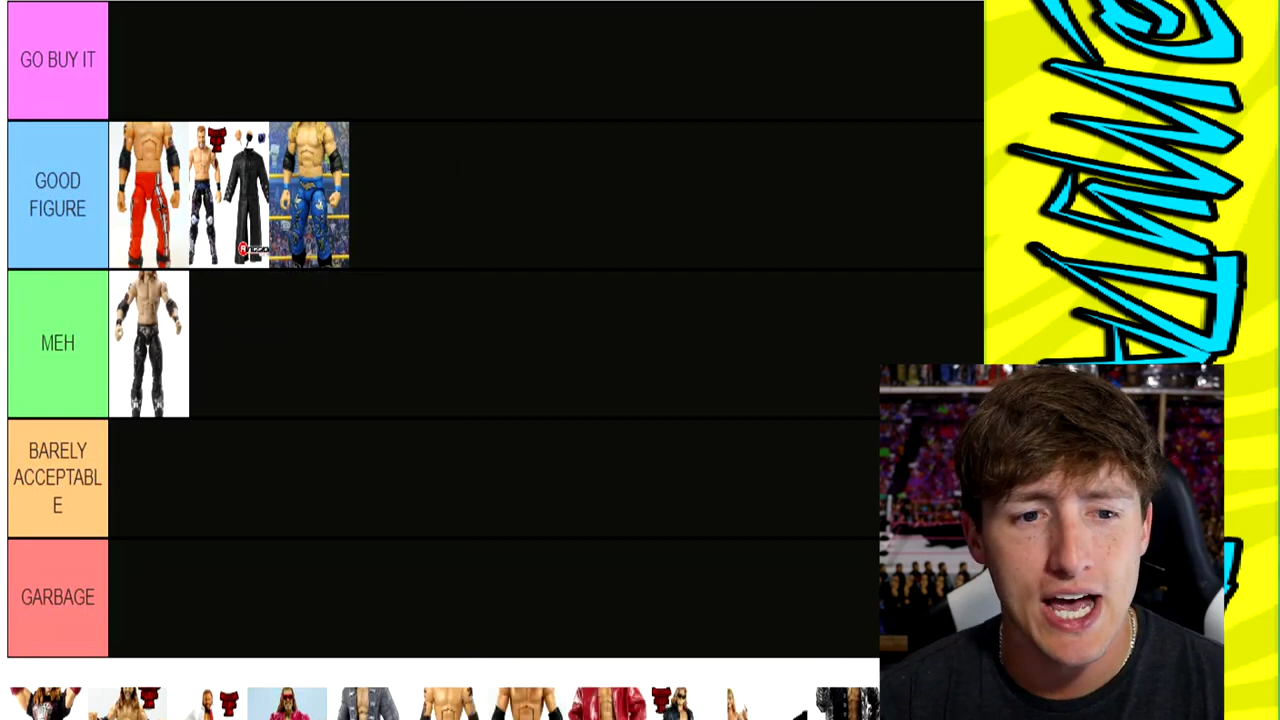 GO BUY IT
GOOD
FIGURE
MEH
BARELY
ACCEPTABL
E
GARBAGE